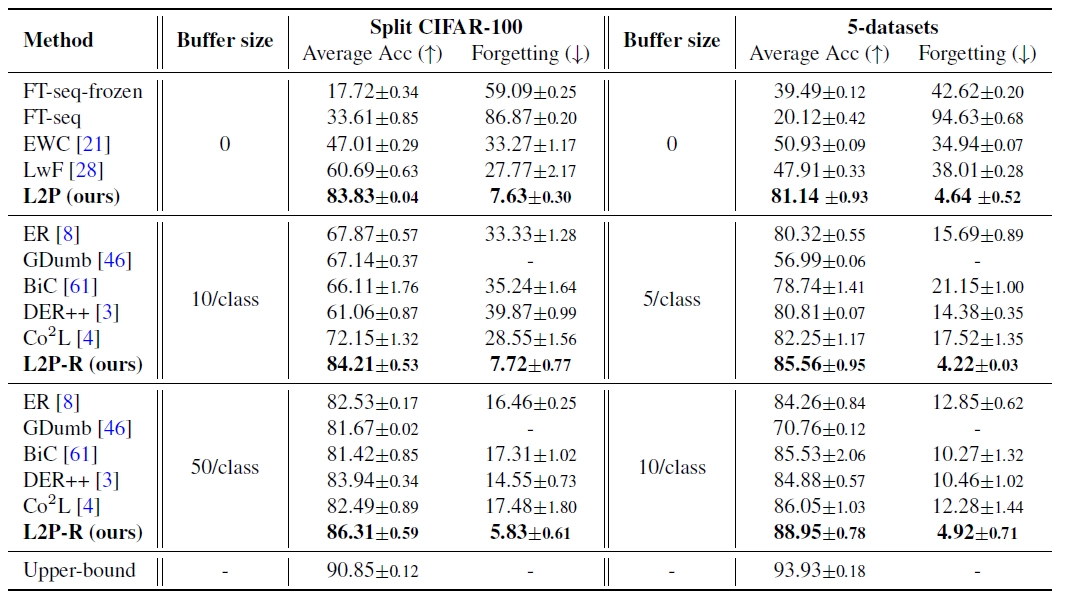 Method Buffer size Split CIFAR-100 Buffer size 5-datasets
Average Acc (↑) Forgetting (↓) Average Acc (↑) Forgetting (↓)
FT-seq-frozen 17.72±0.34 59.09±0.25 39.49±0.12 42.62±0.20
FT-seq 33.61±0.85 86.87±0.20 20.12±0.42 94.63±0.68
EWC [21] 0 47.01±0.29 33.27±1.17 0 50.93±0.09 34.94±0.07
LwF [28] 60.69±0.63 27.77±2.17 47.91±0.33 38.01±0.28
L2P (ours) 83.83±0.04 7.63±0.30 81.14 ±0.93 4.64 ±0.52
ER [8] 67.87±0.57 33.33±1.28 80.32±0.55 15.69±0.89
GDumb [46] 67.14±0.37 - 56.99±0.06 -
BiC [61] 10/class 66.11±1.76 35.24±1.64 5/class 78.74±1.41 21.15±1.00
DER++ [3] 61.06±0.87 39.87±0.99 80.81±0.07 14.38±0.35
Co²L [4] 72.15±1.32 28.55±1.56 82.25±1.17 17.52±1.35
L2P-R (ours) 84.21±0.53 7.72±0.77 85.56±0.95 4.22±0.03
ER [8] 82.53±0.17 16.46±0.25 84.26±0.84 12.85±0.62
GDumb [46] 81.67±0.02 - 70.76±0.12 -
BiC [61] 50/class 81.42±0.85 17.31±1.02 10/class 85.53±2.06 10.27±1.32
DER++ [3] 83.94±0.34 14.55±0.73 84.88±0.57 10.46±1.02
Co²L [4] 82.49±0.89 17.48±1.80 86.05±1.03 12.28±1.44
L2P-R (ours) 86.31±0.59 5.83±0.61 88.95±0.78 4.92±0.71
Upper-bound - 90.85±0.12 - - 93.93±0.18 -